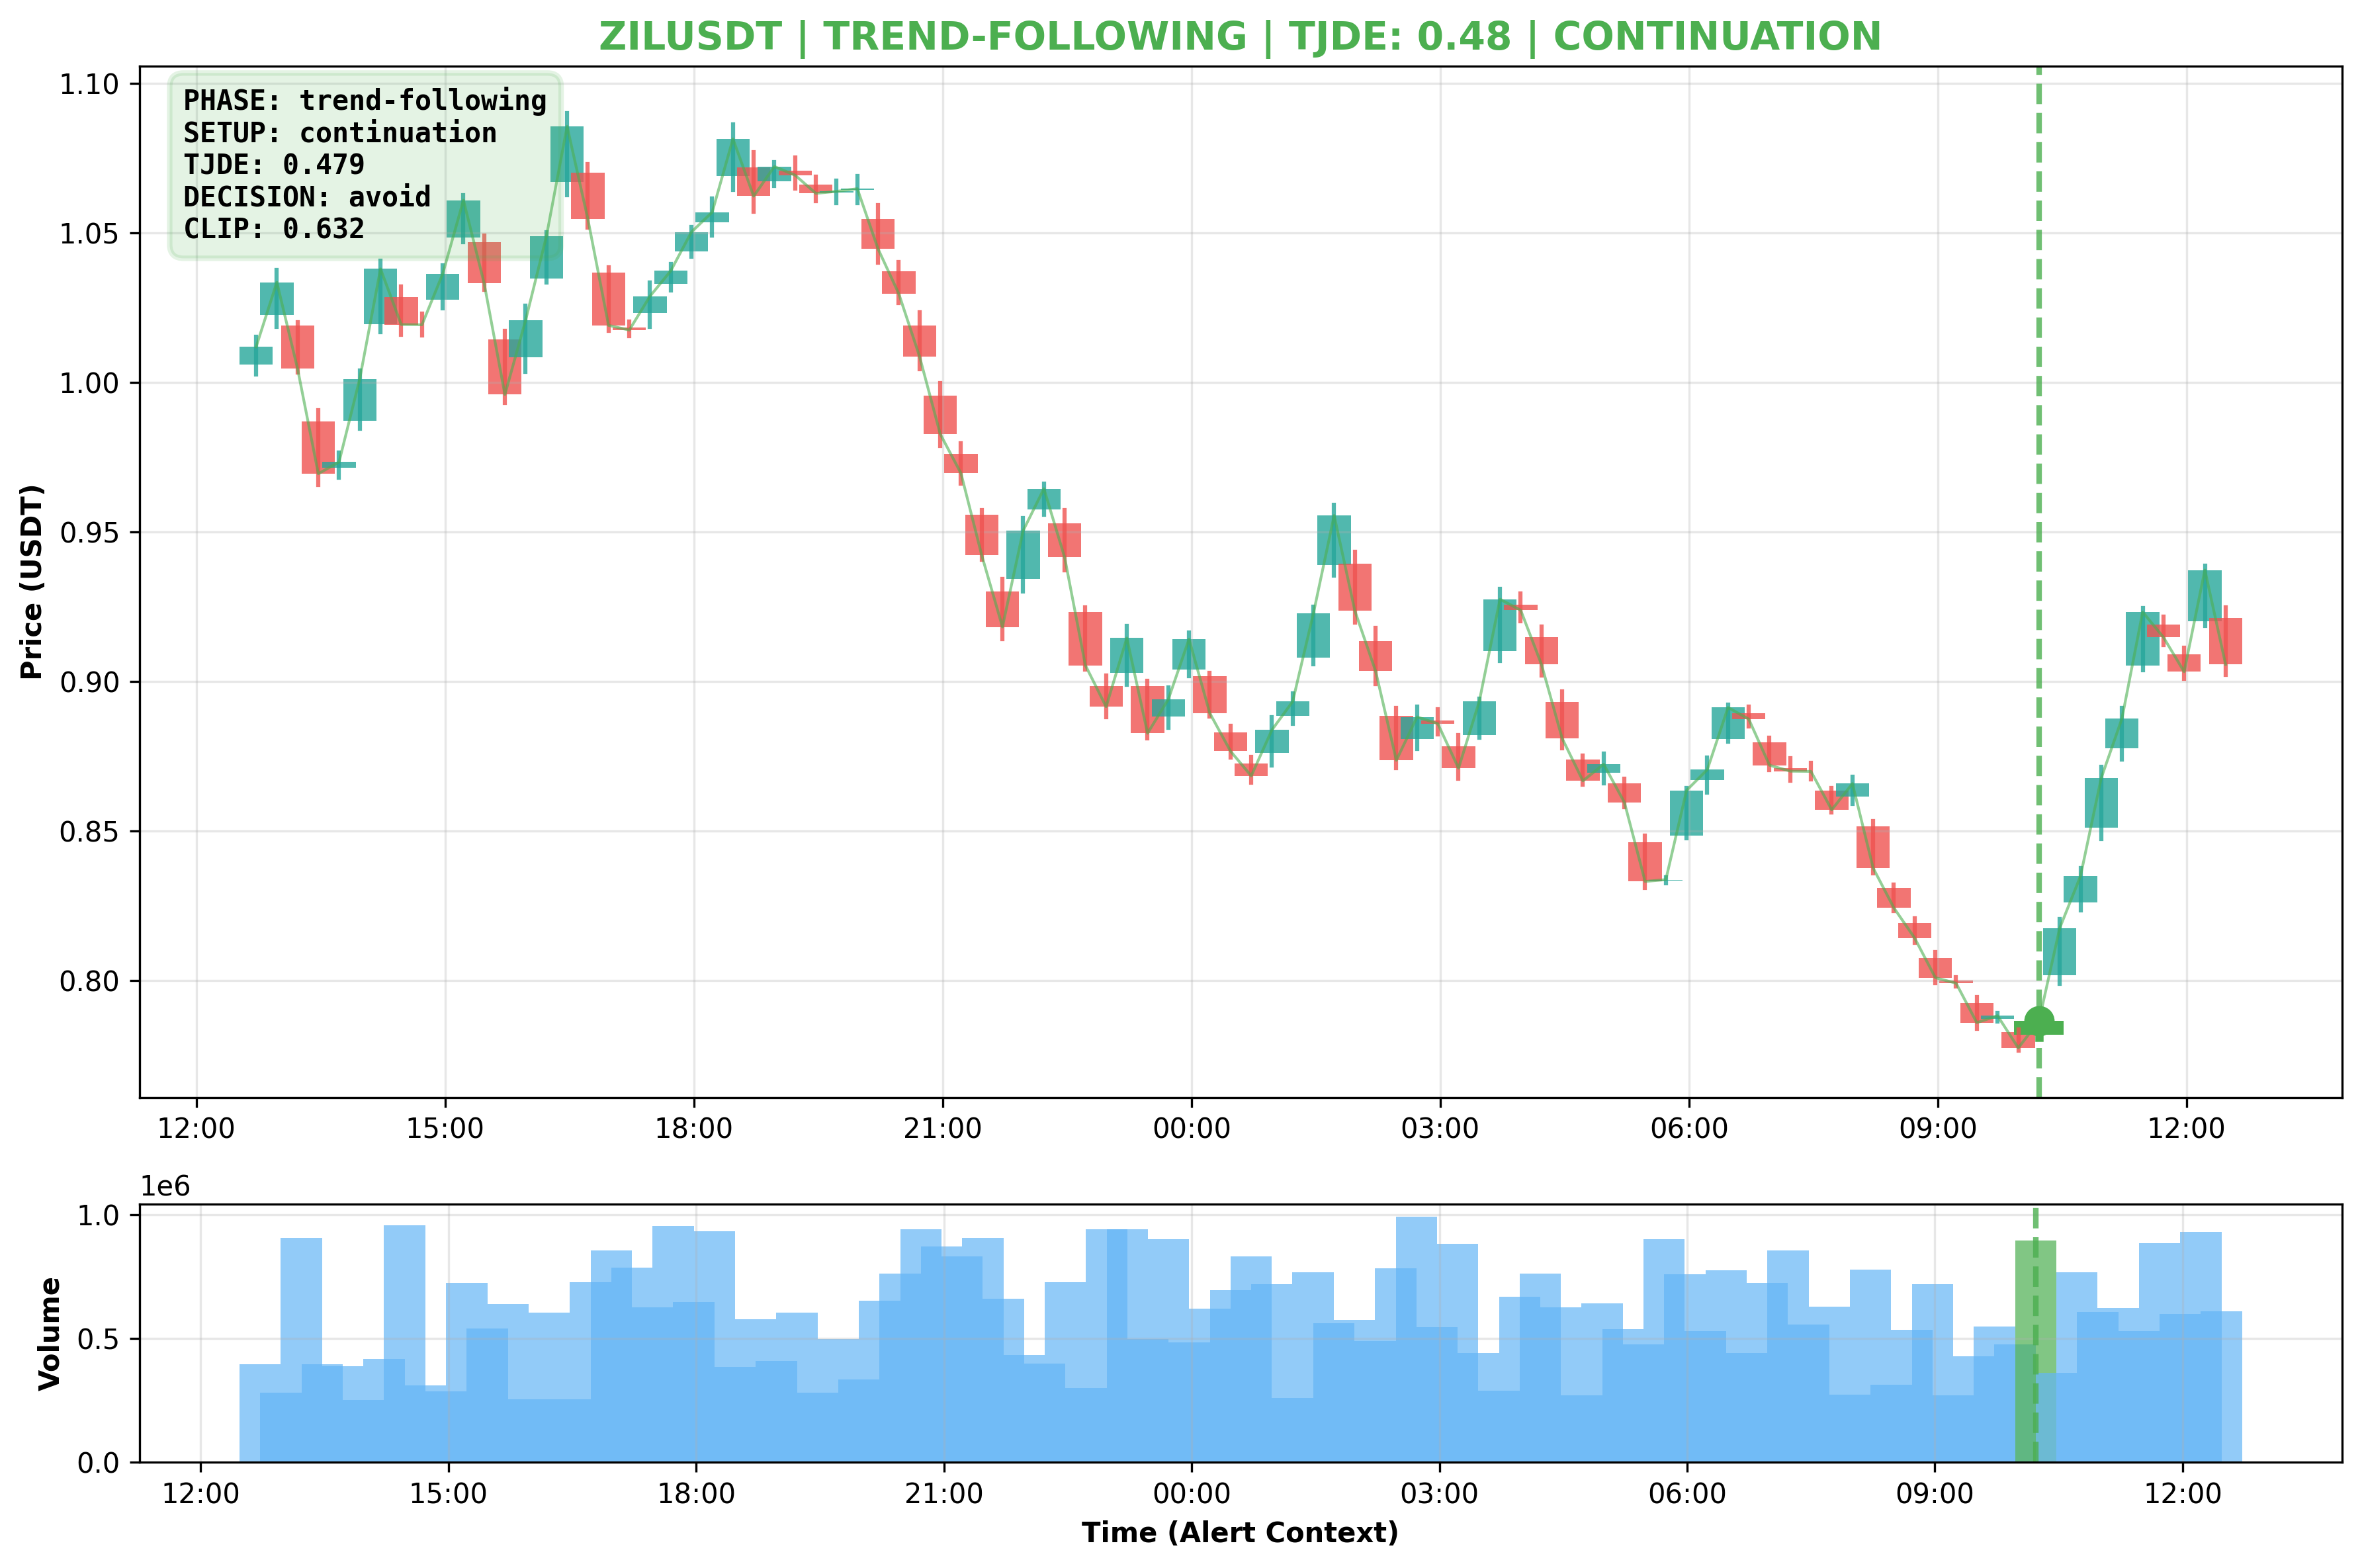 ZILUSDT | TREND-FOLLOWING | TJDE: 0.48 | CONTINUATION
PHASE: trend-following
SETUP: continuation
TJDE: 0.479
DECISION: avoid
CLIP: 0.632
Price (USDT)
1.10
1.05
1.00
0.95
0.90
0.85
0.80
12:00 15:00 18:00 21:00 00:00 03:00 06:00 09:00 12:00
1e6
Volume
1.0
0.5
0.0
12:00 15:00 18:00 21:00 00:00 03:00 06:00 09:00 12:00
Time (Alert Context)